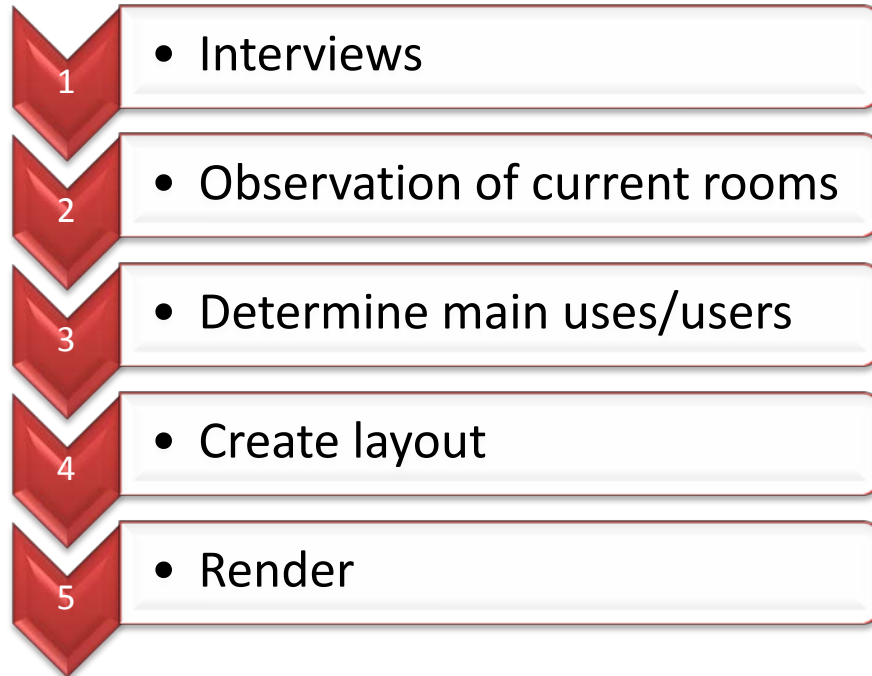 1
• Interviews
2
• Observation of current rooms
3
• Determine main uses/users
4
• Create layout
5
• Render